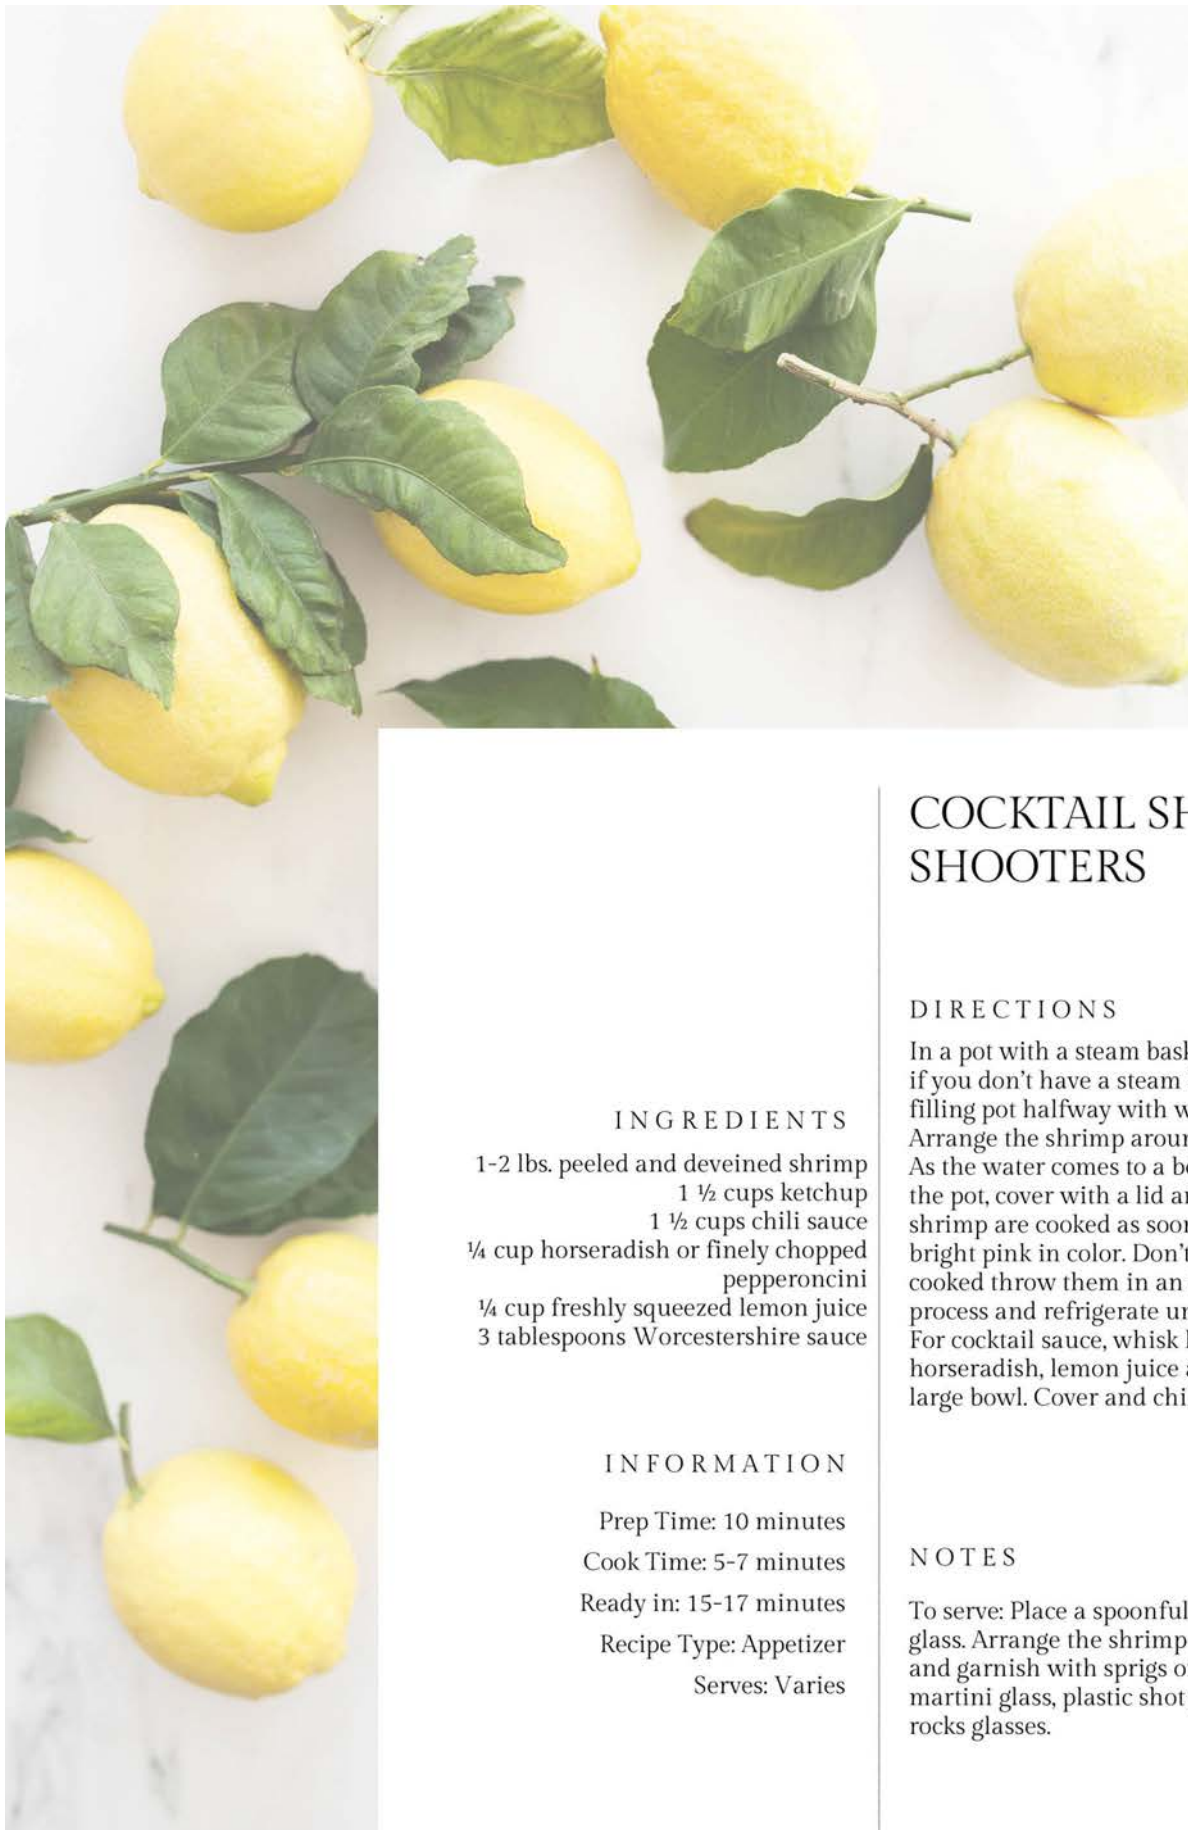 COCKTAIL
SHOOTERS
INGREDIENTS
1-2 lbs. peeled and deveined shrimp
1 ½ cups ketchup
1 ½ cups chili sauce
¼ cup horseradish or finely chopped
pepperoncini
¼ cup freshly squeezed lemon juice
3 tablespoons Worcestershire sauce
INFORMATION
Prep Time: 10 minutes
Cook Time: 5-7 minutes
Ready in: 15-17 minutes
Recipe Type: Appetizer
Serves: Varies
DIRECTIONS
In a pot with a steam
if you don't have a steam
filling pot halfway with
Arrange the shrimp
As the water comes to a
the pot, cover with a lid
shrimp are cooked as
bright pink in color.
cooked throw them in an
process and refrigerate
For cocktail sauce, whisk
horseradish, lemon juice
large bowl. Cover and
NOTES
To serve: Place a spoonful
glass. Arrange the shrimp
and garnish with sprigs
martini glass, plastic shot
rocks glasses.